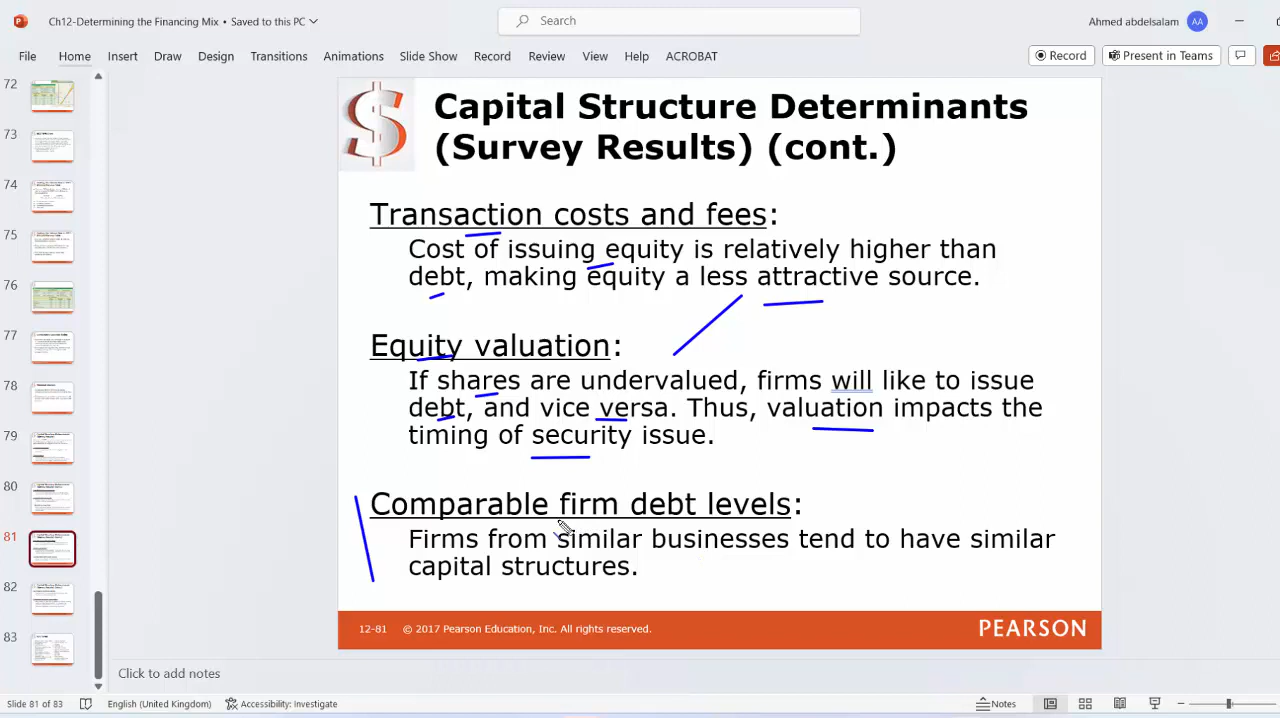 Ch12-Determining the Financing Mix • Saved to this PC
Search
Ahmed abdelsalam
AA
File Home Insert Draw Design Transitions Animations Slide Show Record Review View Help ACROBAT
Record
Present in Teams
72
73
74
75
76
77
78
79
80
81
82
83
Capital Structure Determinants
(Survey Results) (cont.)
Transaction costs and fees:
Cost of issuing equity is relatively higher than
debt, making equity a less attractive source.
Equity valuation:
If shares are undervalued, firms will like to issue
debt, and vice versa. Thus, valuation impacts the
timing of security issue.
Comparable firm debt levels:
Firms from similar businesses tend to have similar
capital structures.
12-81 © 2017 Pearson Education, Inc. All rights reserved.
PEARSON
Click to add notes
Slide 81 of 83 English (United Kingdom) Accessibility: Investigate Notes